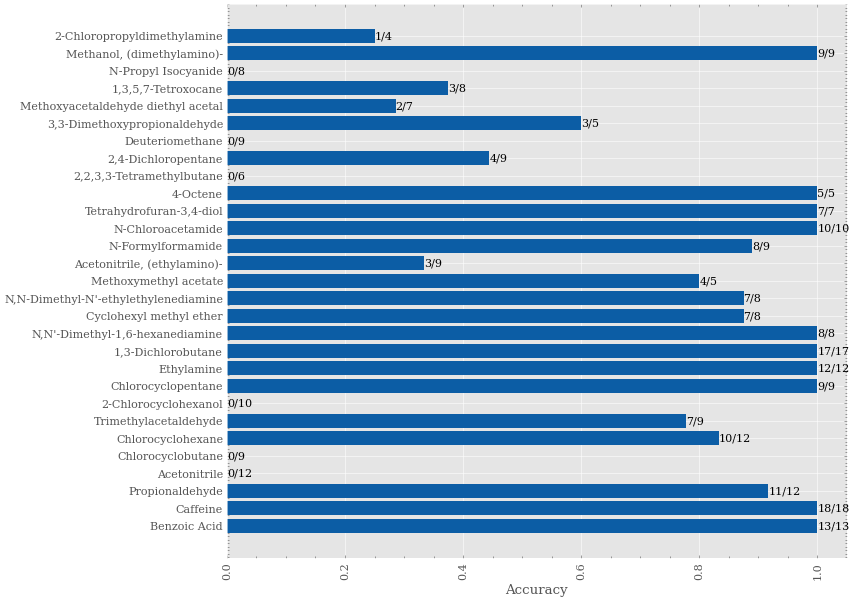 2-Chloropropyldimethylamine 1/4
Methanol, (dimethylamino)- 9/9
N-Propyl Isocyanide 0/8
1,3,5,7-Tetroxocane 3/8
Methoxyacetaldehyde diethyl acetal 2/7
3,3-Dimethoxypropionaldehyde 3/5
Deuteriomethane 0/9
2,4-Dichloropentane 4/9
2,2,3,3-Tetramethylbutane 0/6
4-Octene 5/5
Tetrahydrofuran-3,4-diol 7/7
N-Chloroacetamide 10/10
N-Formylformamide 8/9
Acetonitrile, (ethylamino)- 3/9
Methoxymethyl acetate 4/5
N,N-Dimethyl-N'-ethylethylenediamine 7/8
Cyclohexyl methyl ether 7/8
N,N'-Dimethyl-1,6-hexanediamine 8/8
1,3-Dichlorobutane 17/17
Ethylamine 12/12
Chlorocyclopentane 9/9
2-Chlorocyclohexanol 0/10
Trimethylacetaldehyde 7/9
Chlorocyclohexane 10/12
Chlorocyclobutane 0/9
Acetonitrile 0/12
Propionaldehyde 11/12
Caffeine 18/18
Benzoic Acid 13/13
0.0 0.2 0.4 0.6 0.8 1.0
Accuracy